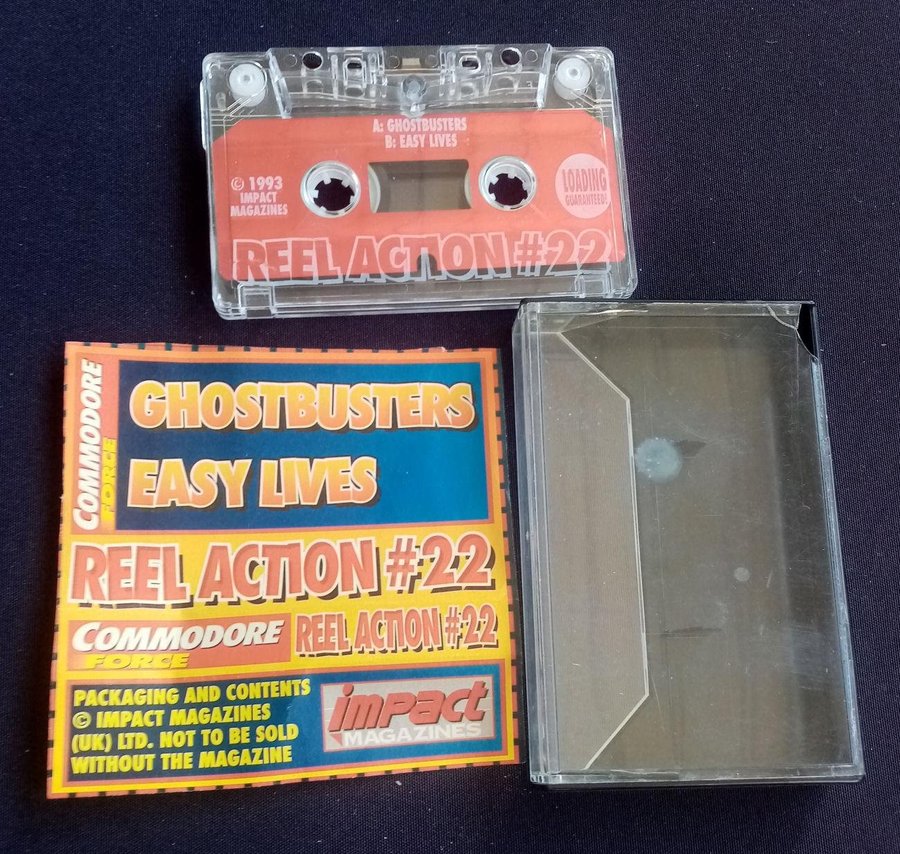 A: GHOSTBUSTERS
B: EASY LIVES
© 1993
IMPACT
MAGAZINES
LOADING
GUARANTEED!
REEL ACTION #22
COMMODORE
FORCE
GHOSTBUSTERS
EASY LIVES
REEL ACTION #22
COMMODORE
FORCE
REEL ACTION #22
PACKAGING AND CONTENTS
© IMPACT MAGAZINES
(UK) LTD. NOT TO BE SOLD
WITHOUT THE MAGAZINE
impact
MAGAZINES